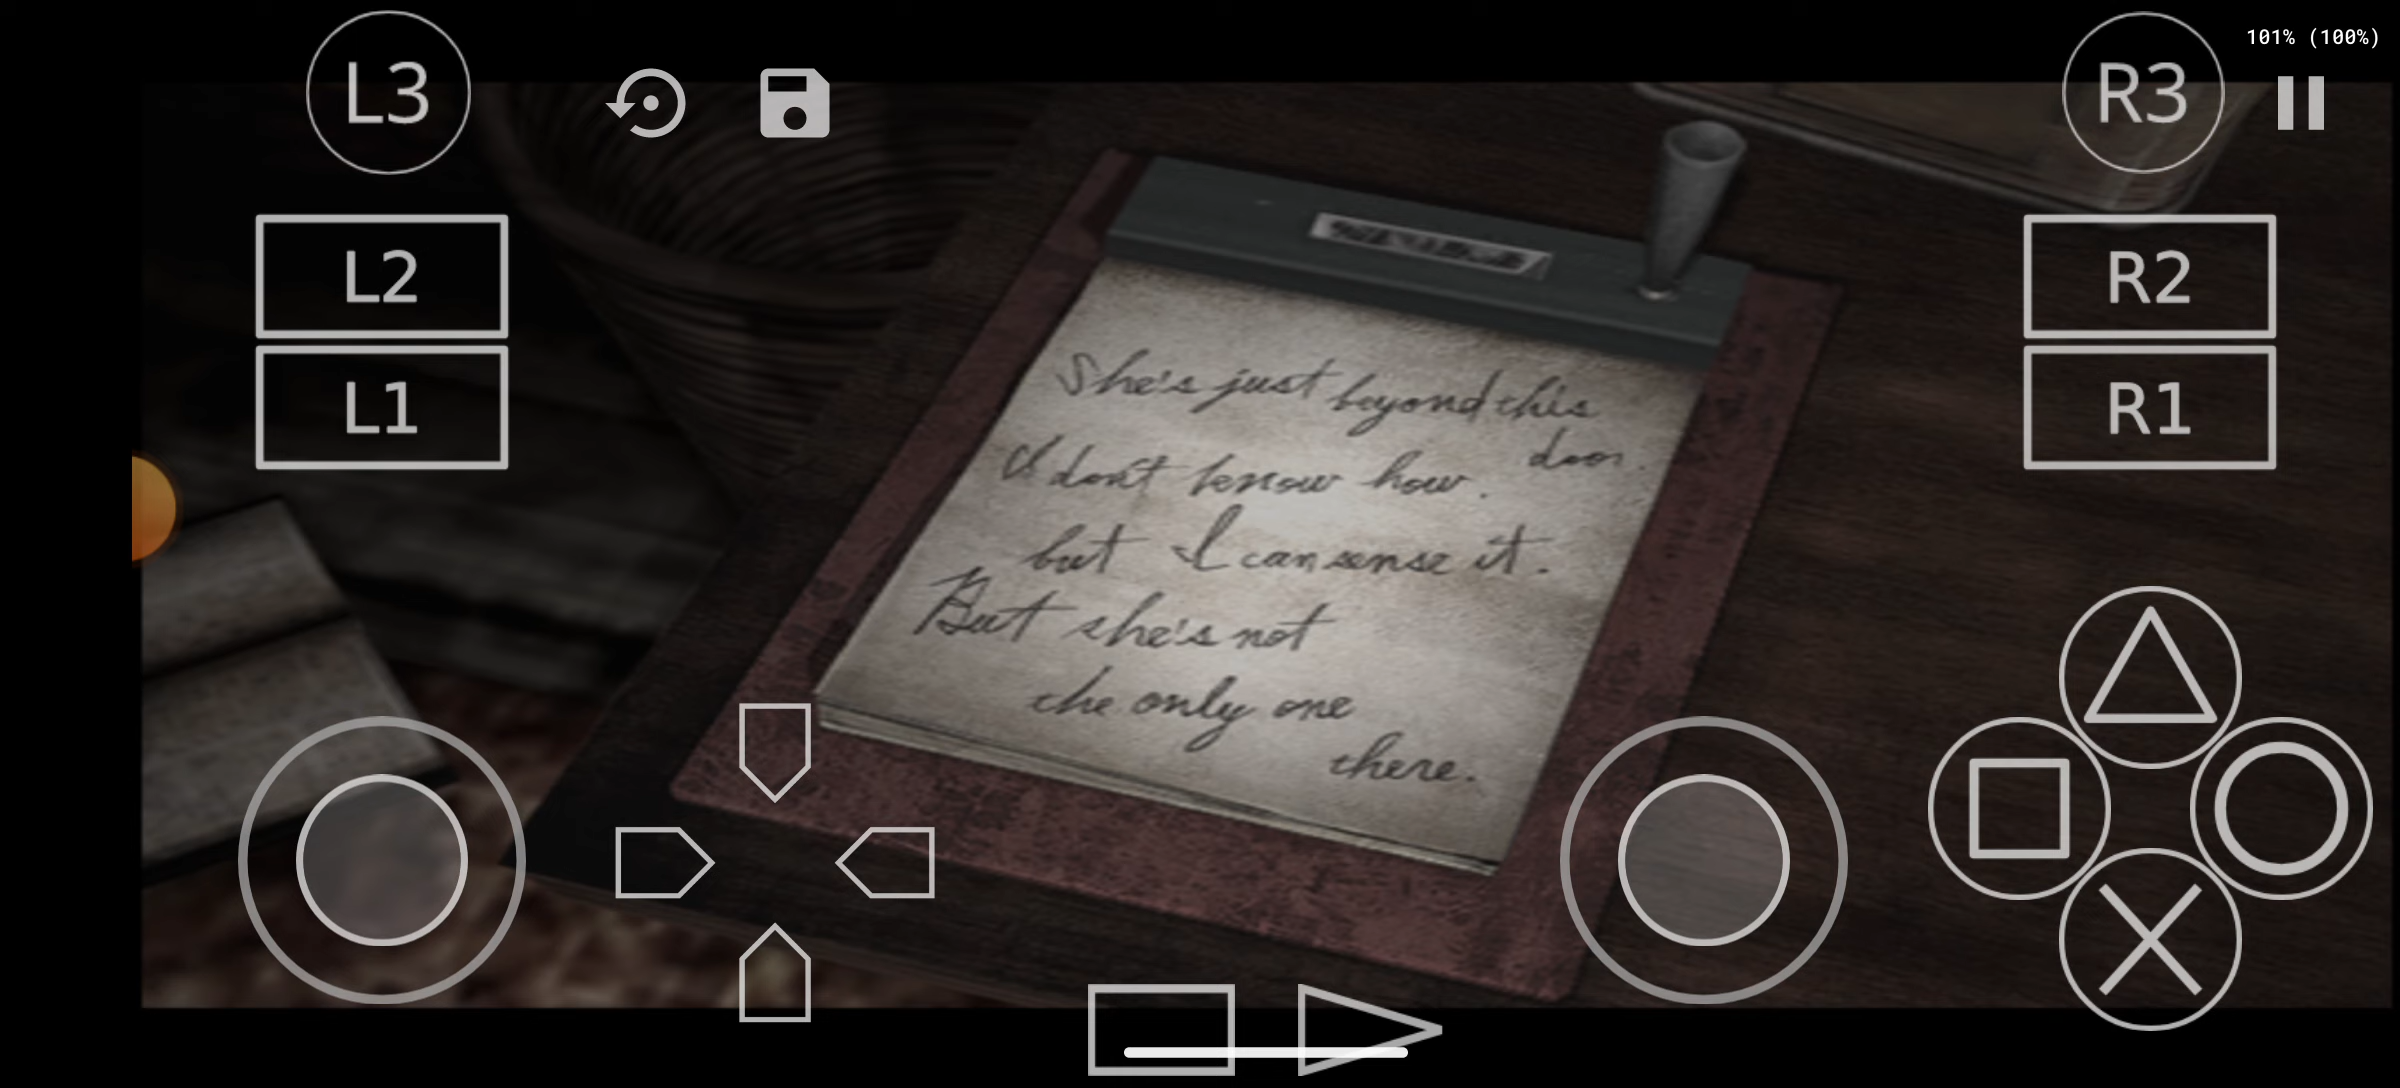 101% (100%)
L3
R3
L2
R2
L1
R1
She's just beyond this
door.
I don't know how.
but I can sense it.
But she's not
the only one
there.